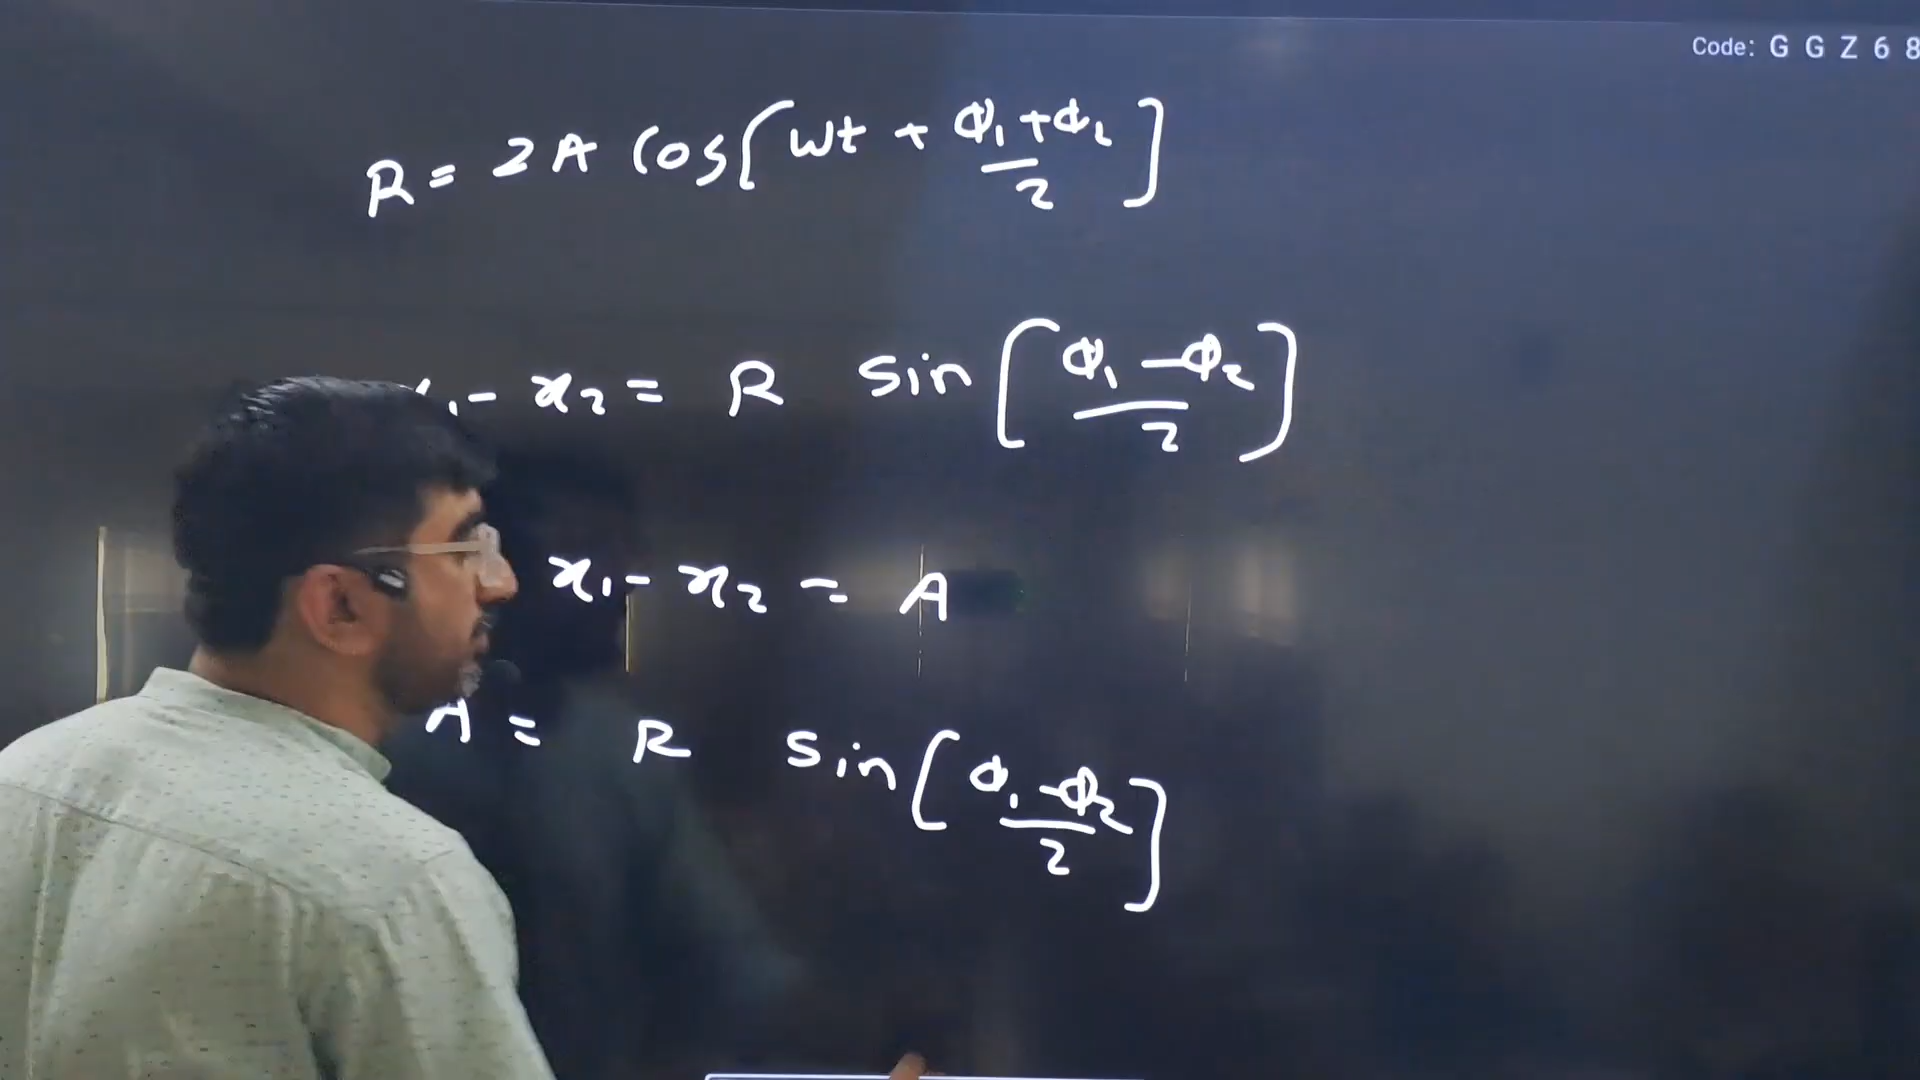 Code: G G Z 6 8
R = 2A Cos[wt + Φ₁+Φ₂/2]
₁ - x₂ = R sin[Φ₁-Φ₂/2]
x₁ - x₂ = A
A = R sin[Φ₁-Φ₂/2]